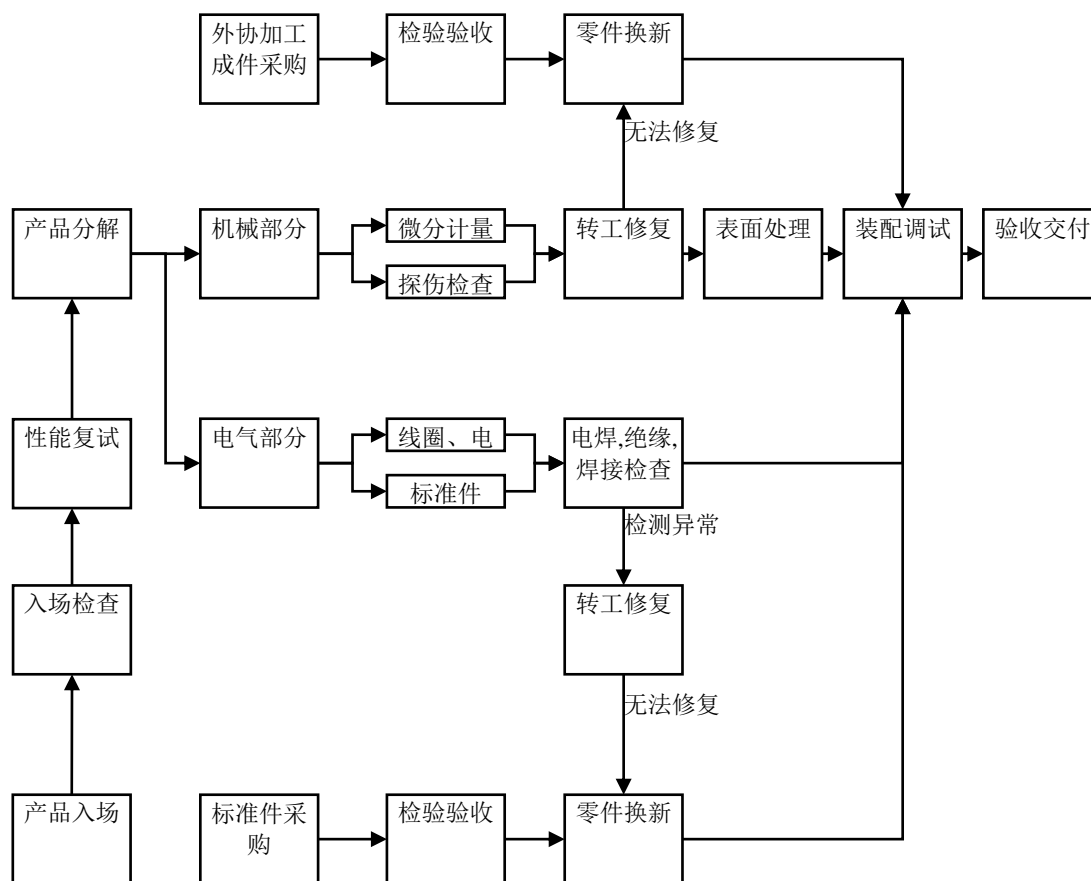 外协加工
成件采购
检验验收
零件换新
无法修复
产品分解
机械部分
微分计量
探伤检查
转工修复
表面处理
装配调试
验收交付
性能复试
电气部分
线圈、电
标准件
电焊,绝缘,
焊接检查
检测异常
入场检查
转工修复
无法修复
产品入场
标准件采
购
检验验收
零件换新